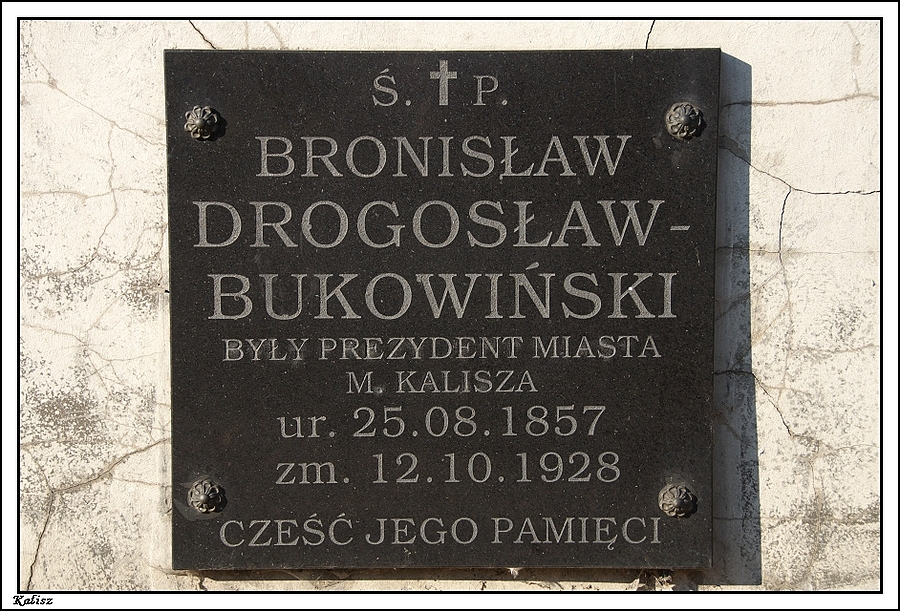 Ś. P.
BRONISŁAW
DROGOSŁAW-
BUKOWIŃSKI
BYŁY PREZYDENT MIASTA
M. KALISZA
ur. 25.08.1857
zm. 12.10.1928
CZEŚĆ JEGO PAMIĘCI
Kalisz